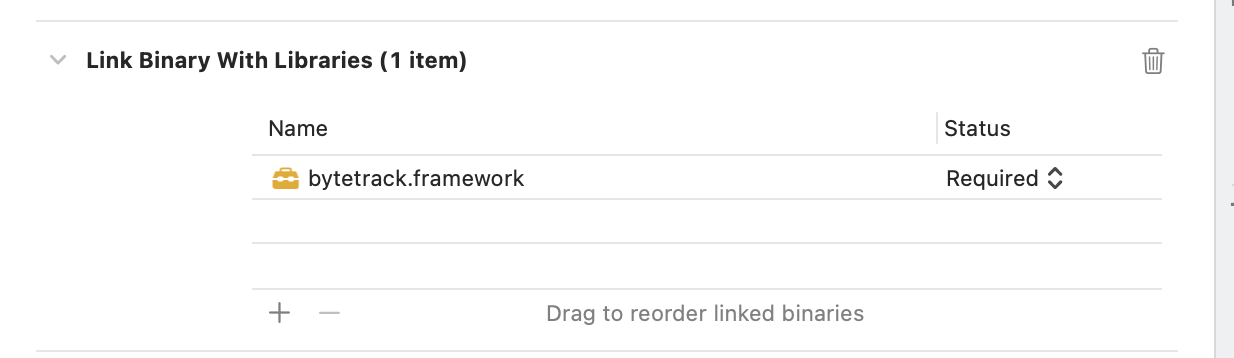 Link Binary With Libraries (1 item)
Name Status
bytetrack.framework Required
Drag to reorder linked binaries